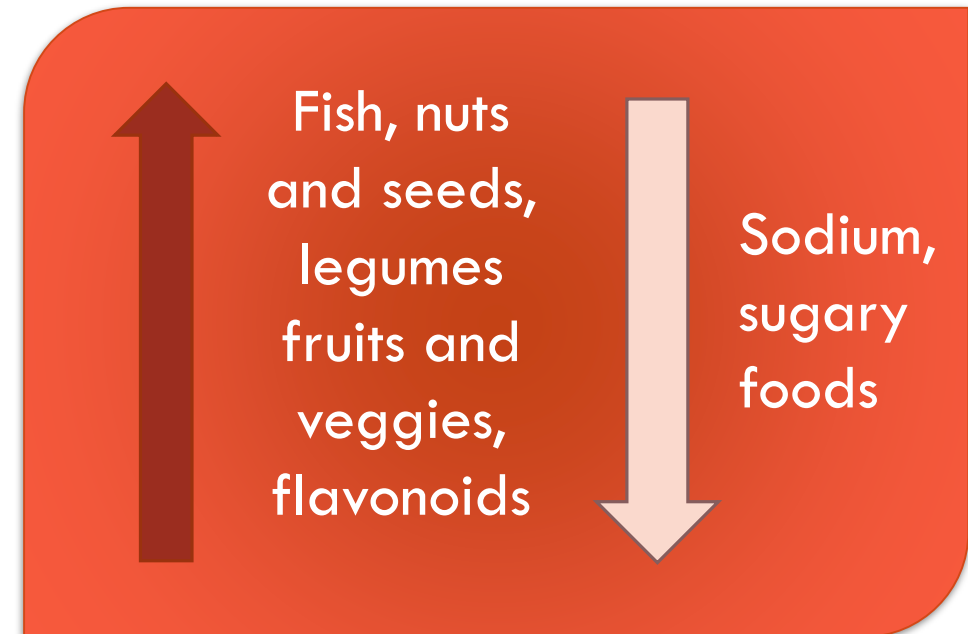 Fish, nuts
and seeds,
legumes
fruits and
veggies,
flavonoids
Sodium,
sugary
foods